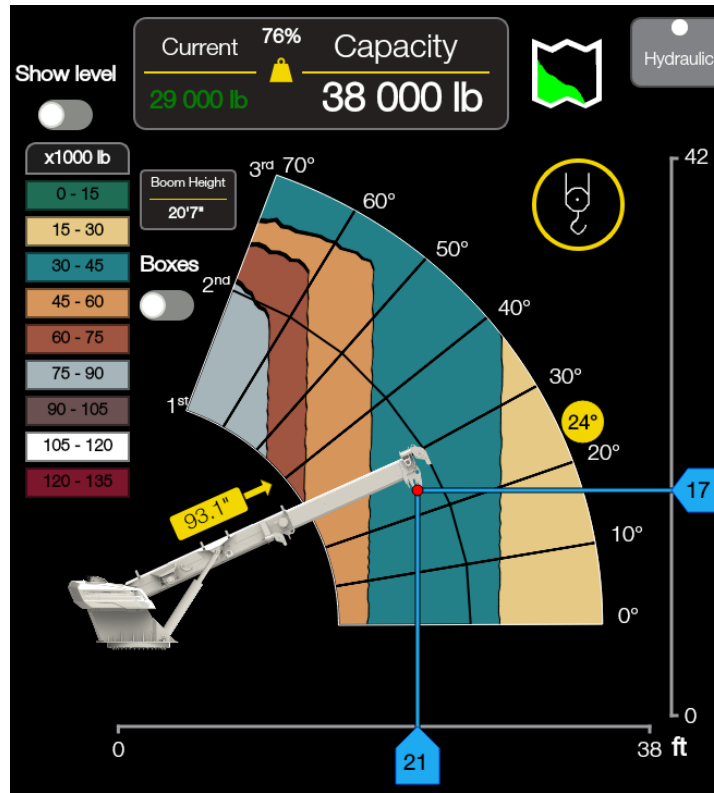 Current 76% Capacity
29 000 lb 38 000 lb
Hydraulic
Show level
x1000 lb
0 - 15
15 - 30
30 - 45
45 - 60
60 - 75
75 - 90
90 - 105
105 - 120
120 - 135
Boom Height
20'7"
Boxes
3rd 70°
60°
50°
2nd
40°
1st
30°
24°
20°
10°
0°
93.1"
42
17
0
0 38 ft
21